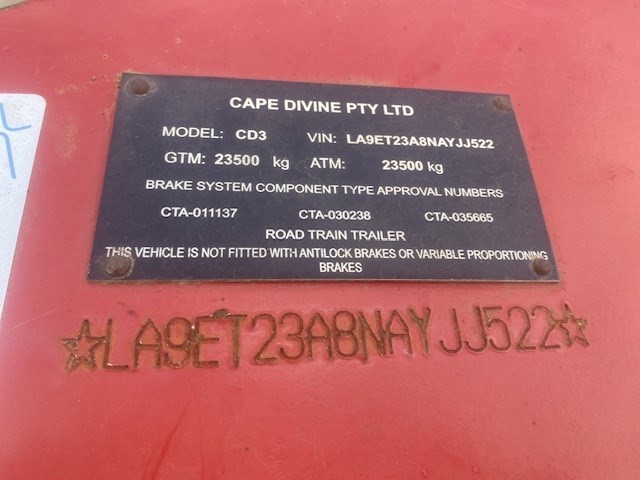 CAPE DIVINE PTY LTD
MODEL: CD3 VIN: LA9ET23A8NAYJJ522
GTM: 23500 kg ATM: 23500 kg
BRAKE SYSTEM COMPONENT TYPE APPROVAL NUMBERS
CTA-011137 CTA-030238 CTA-035665
ROAD TRAIN TRAILER
THIS VEHICLE IS NOT FITTED WITH ANTILOCK BRAKES OR VARIABLE PROPORTIONING
BRAKES
☆LA9ET23A8NAYJJ522☆